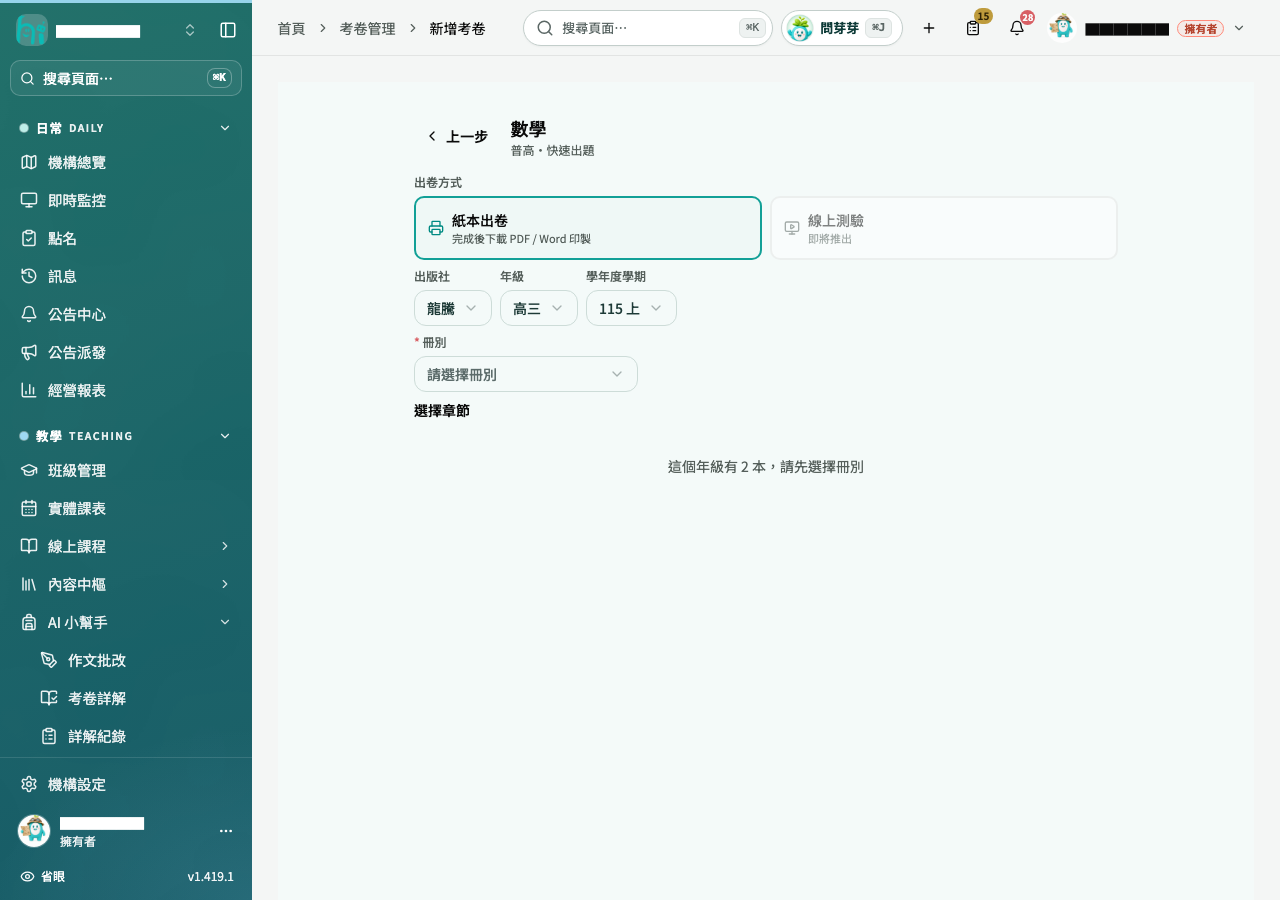 搜尋頁面… ⌘K
日常 DAILY
機構總覽
即時監控
點名
訊息
公告中心
公告派發
經營報表
教學 TEACHING
班級管理
實體課表
線上課程
內容中樞
AI 小幫手
作文批改
考卷詳解
詳解紀錄
機構設定
擁有者
省眼 v1.419.1
首頁 考卷管理 新增考卷 搜尋頁面… ⌘K 問芽芽 ⌘J 15 28 擁有者
上一步
數學
普高・快速出題
出卷方式
紙本出卷
完成後下載 PDF / Word 印製
線上測驗
即將推出
出版社 年級 學年度學期
龍騰 高三 115 上
* 冊別
請選擇冊別
選擇章節
這個年級有 2 本，請先選擇冊別